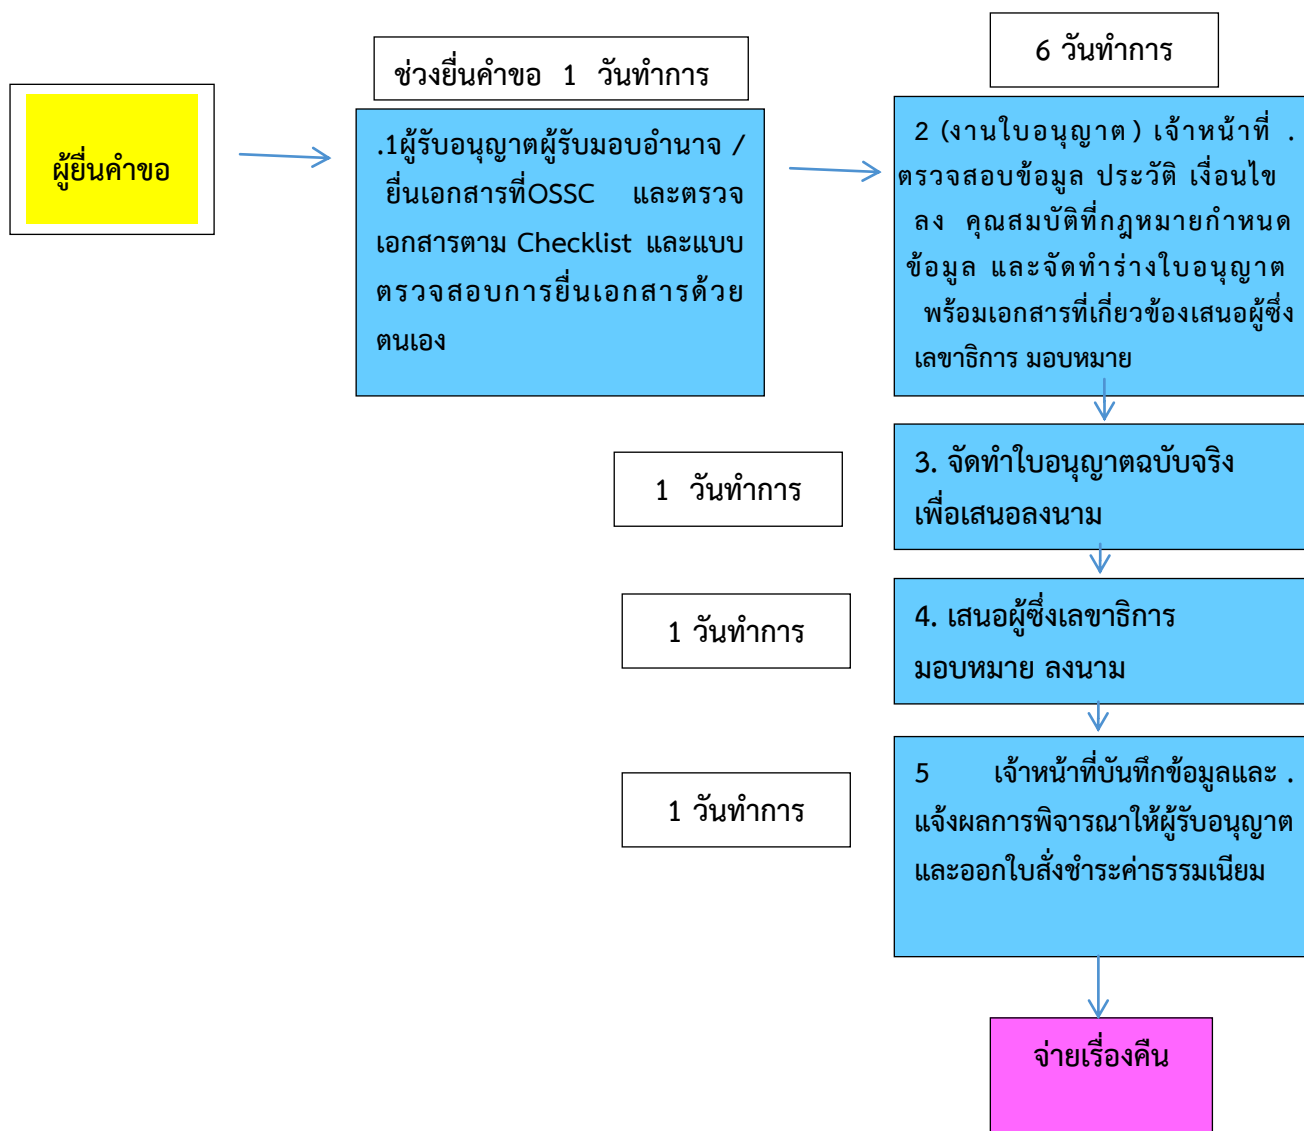 ผู้ยื่นคำขอ
ช่วงยื่นคำขอ 1 วันทำการ
.1ผู้รับอนุญาตผู้รับมอบอำนาจ /
ยื่นเอกสารที่OSSC และตรวจ
เอกสารตาม Checklist และแบบ
ตรวจสอบการยื่นเอกสารด้วย
ตนเอง
6 วันทำการ
2 (งานใบอนุญาต) เจ้าหน้าที่ .
ตรวจสอบข้อมูล ประวัติ เงื่อนไข
ลง คุณสมบัติที่กฎหมายกำหนด
ข้อมูล และจัดทำร่างใบอนุญาต
พร้อมเอกสารที่เกี่ยวข้องเสนอผู้ซึ่ง
เลขาธิการ มอบหมาย
1 วันทำการ
3. จัดทำใบอนุญาตฉบับจริง
เพื่อเสนอลงนาม
1 วันทำการ
4. เสนอผู้ซึ่งเลขาธิการ
มอบหมาย ลงนาม
1 วันทำการ
5 เจ้าหน้าที่บันทึกข้อมูลและ .
แจ้งผลการพิจารณาให้ผู้รับอนุญาต
และออกใบสั่งชำระค่าธรรมเนียม
จ่ายเรื่องคืน